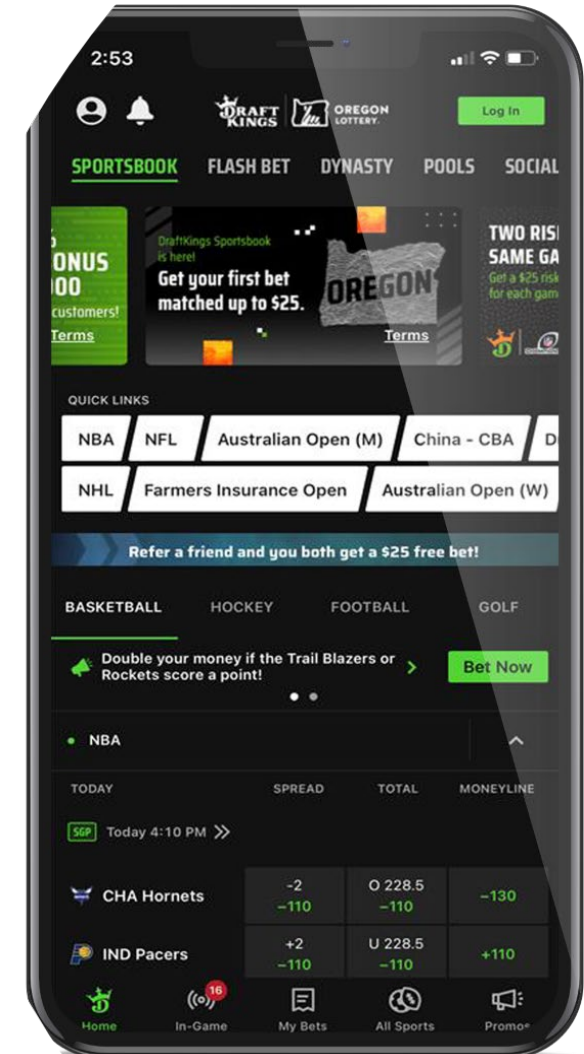 2:53
DRAFT KINGS OREGON LOTTERY. Log In
SPORTSBOOK FLASH BET DYNASTY POOLS SOCIAL
ONUS
00
customers!
Terms
DraftKings Sportsbook
is here!
Get your first bet
matched up to $25.
OREGON
Terms
TWO
SAME
Get a $25
for each
QUICK LINKS
NBA NFL Australian Open (M) China - CBA D
NHL Farmers Insurance Open Australian Open (W)
Refer a friend and you both get a $25 free bet!
BASKETBALL HOCKEY FOOTBALL GOLF
Double your money if the Trail Blazers or
Rockets score a point!
Bet Now
NBA
TODAY SPREAD TOTAL MONEYLINE
SGP Today 4:10 PM
CHA Hornets -2 -110 O 228.5 -110 -130
IND Pacers +2 -110 U 228.5 -110 +110
16
Home In-Game My Bets All Sports Promos